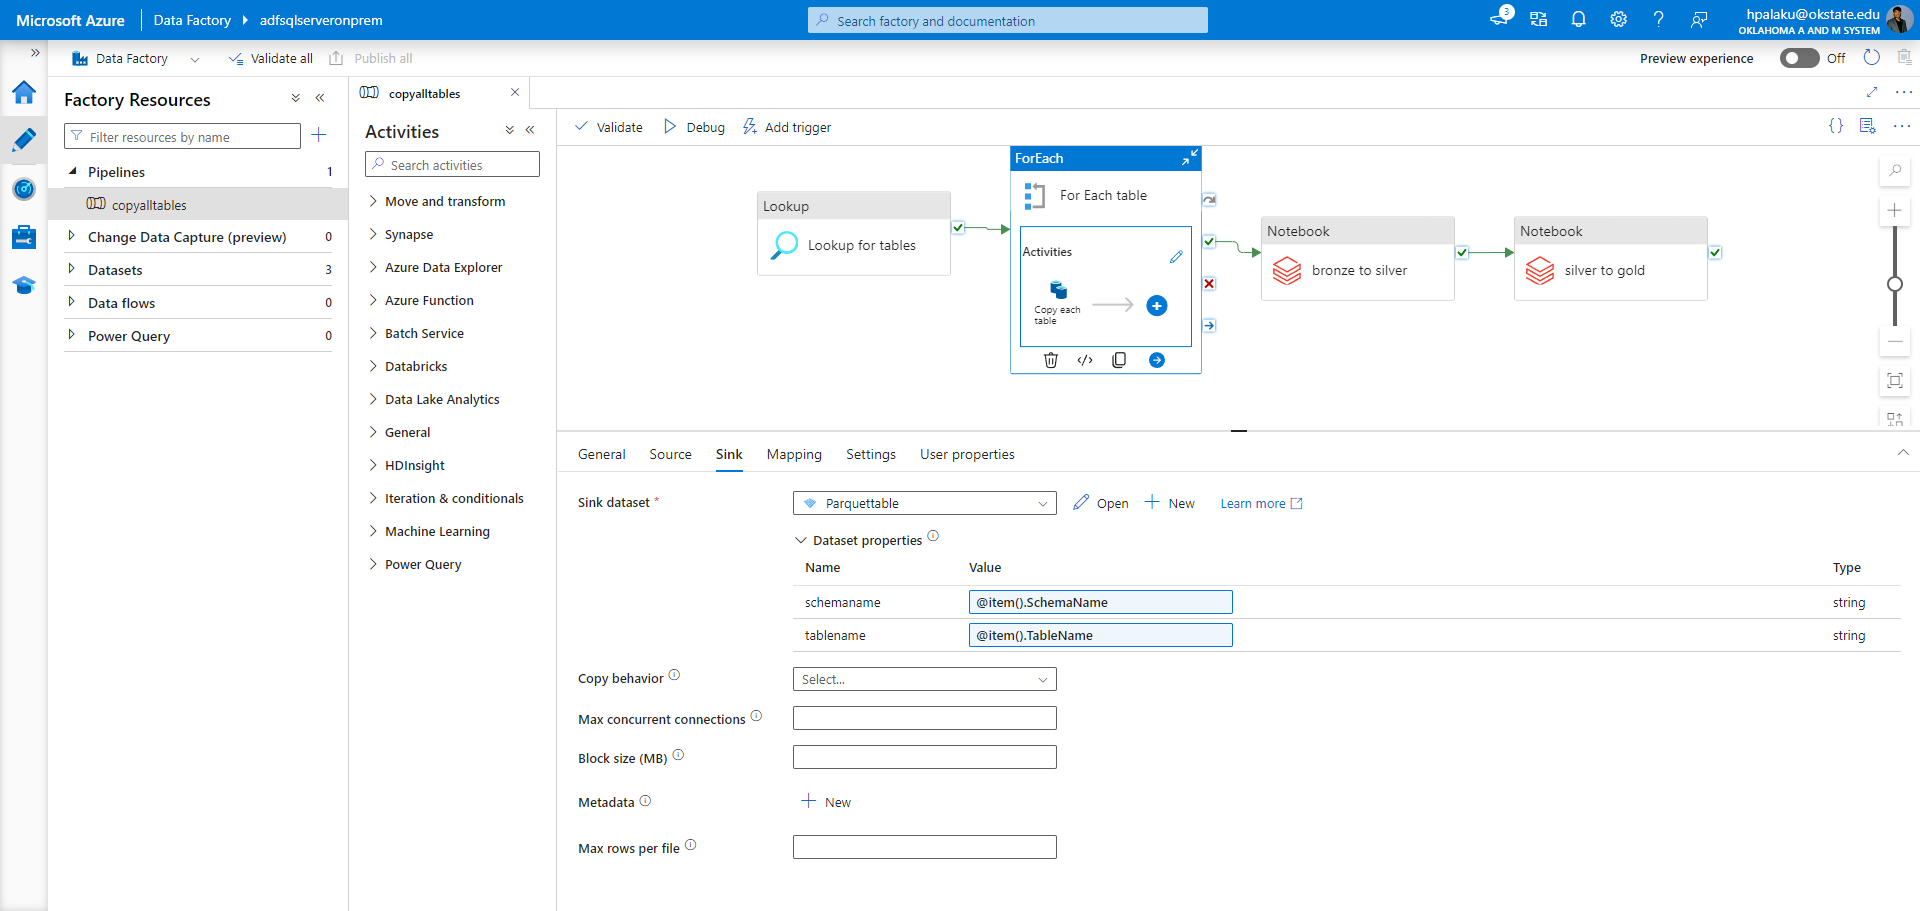 Microsoft Azure
Data Factory
adfsqlserveronprem
Search factory and documentation
3
hpalaku@okstate.edu
OKLAHOMA A AND M SYSTEM
Data Factory
Validate all
Publish all
Preview experience
Off
Factory Resources
Filter resources by name
Pipelines 1
copyalltables
Change Data Capture (preview) 0
Datasets 3
Data flows 0
Power Query 0
copyalltables
Activities
Search activities
Move and transform
Synapse
Azure Data Explorer
Azure Function
Batch Service
Databricks
Data Lake Analytics
General
HDInsight
Iteration & conditionals
Machine Learning
Power Query
Validate
Debug
Add trigger
{}
Lookup
Lookup for tables
ForEach
For Each table
Activities
Copy each
table
</>
Notebook
bronze to silver
Notebook
silver to gold
General
Source
Sink
Mapping
Settings
User properties
Sink dataset *
Parquettable
Open
New
Learn more
Dataset properties
Name Value Type
schemaname @item().SchemaName string
tablename @item().TableName string
Copy behavior
Select...
Max concurrent connections
Block size (MB)
Metadata
New
Max rows per file